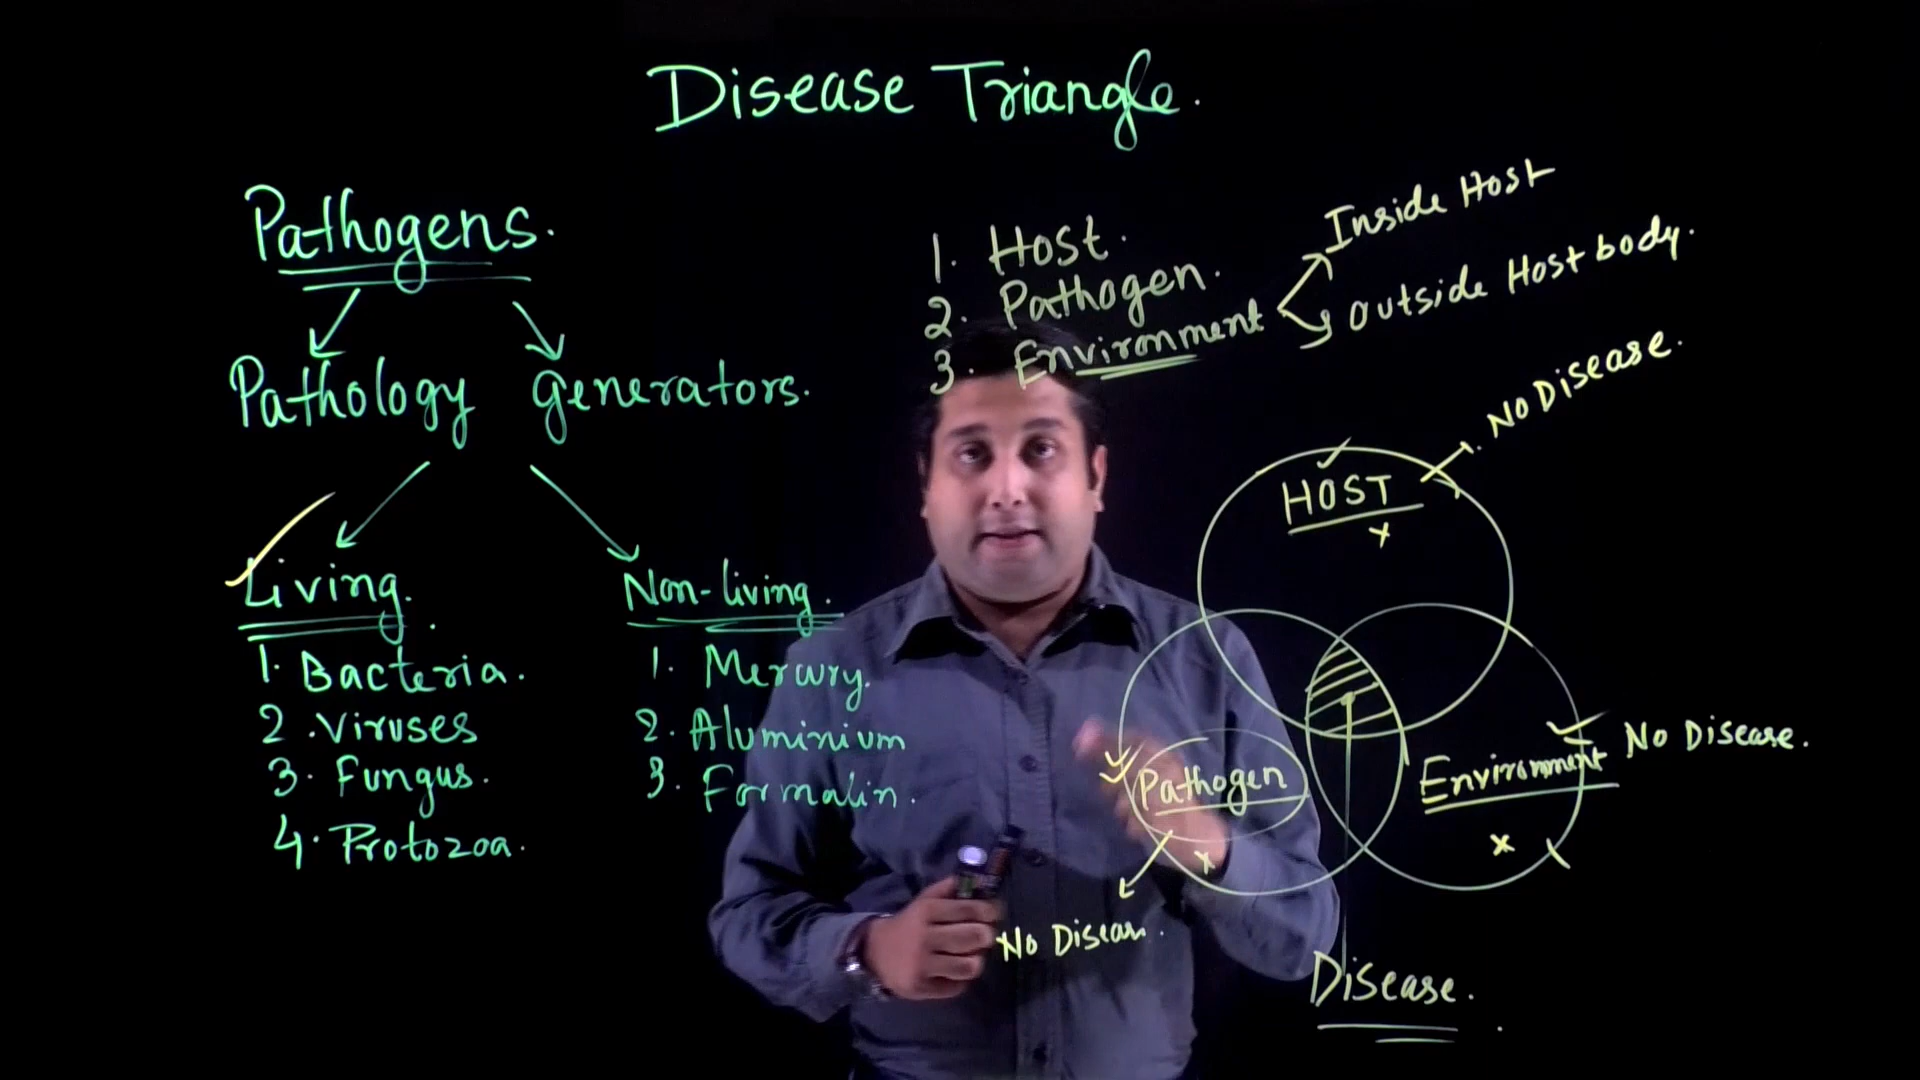 Disease Triangle.
Pathogens.
Pathology Generators.
Living.
1. Bacteria.
2. Viruses
3. Fungus.
4. Protozoa.
Non-living.
1. Mercury.
2. Aluminium
3. Formalin.
1. Host.
2. Pathogen.
3. Environment
Inside Host
Outside Host body.
No Disease.
HOST
x
Pathogen
x
No Disease.
Environment
x
No Disease.
Disease.